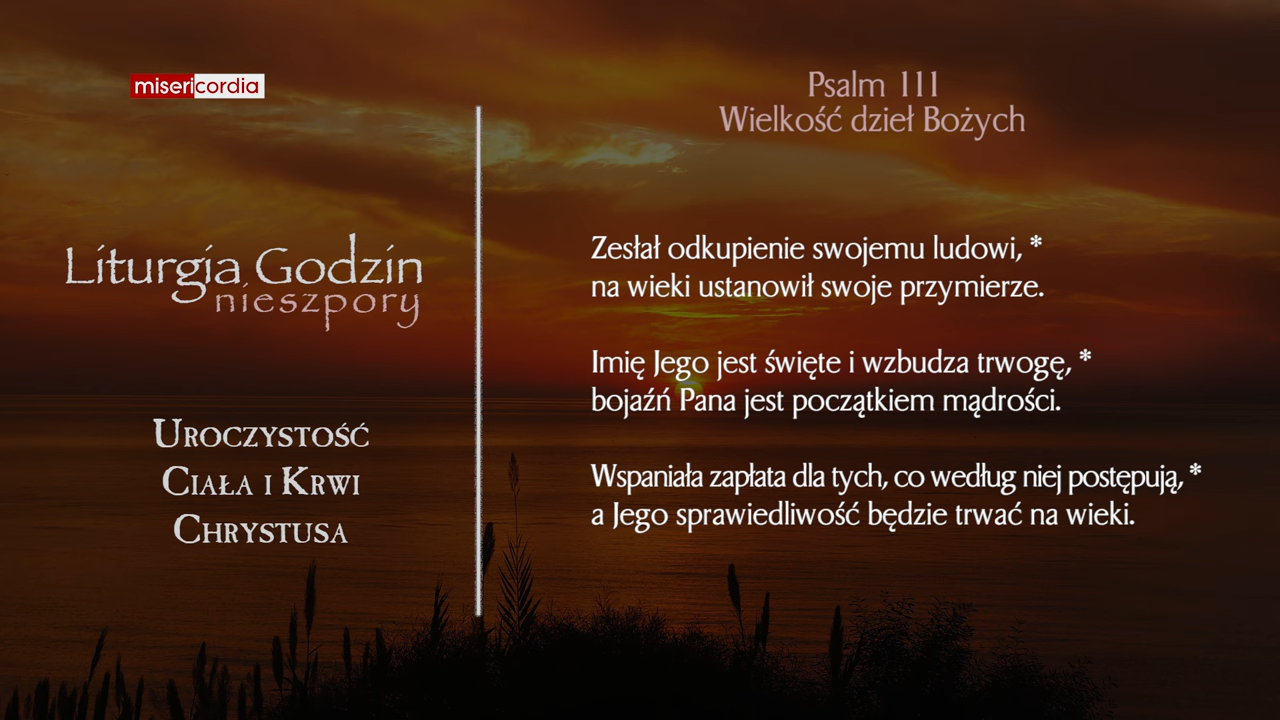 misericordia
Liturgia Godzin
nieszpory
Uroczystość
Ciała i Krwi
Chrystusa
Psalm 111
Wielkość dzieł Bożych
Zesłał odkupienie swojemu ludowi, *
na wieki ustanowił swoje przymierze.
Imię Jego jest święte i wzbudza trwogę, *
bojaźń Pana jest początkiem mądrości.
Wspaniała zapłata dla tych, co według niej postępują, *
a Jego sprawiedliwość będzie trwać na wieki.